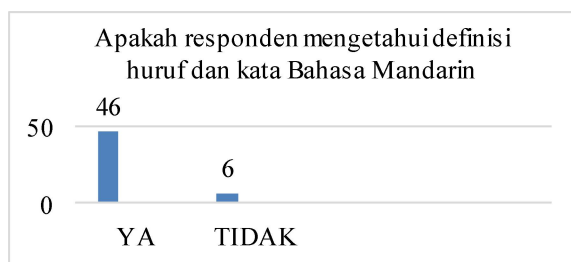 Apakah responden mengetahui definisi
huruf dan kata Bahasa Mandarin
46
50
6
0
YA TIDAK